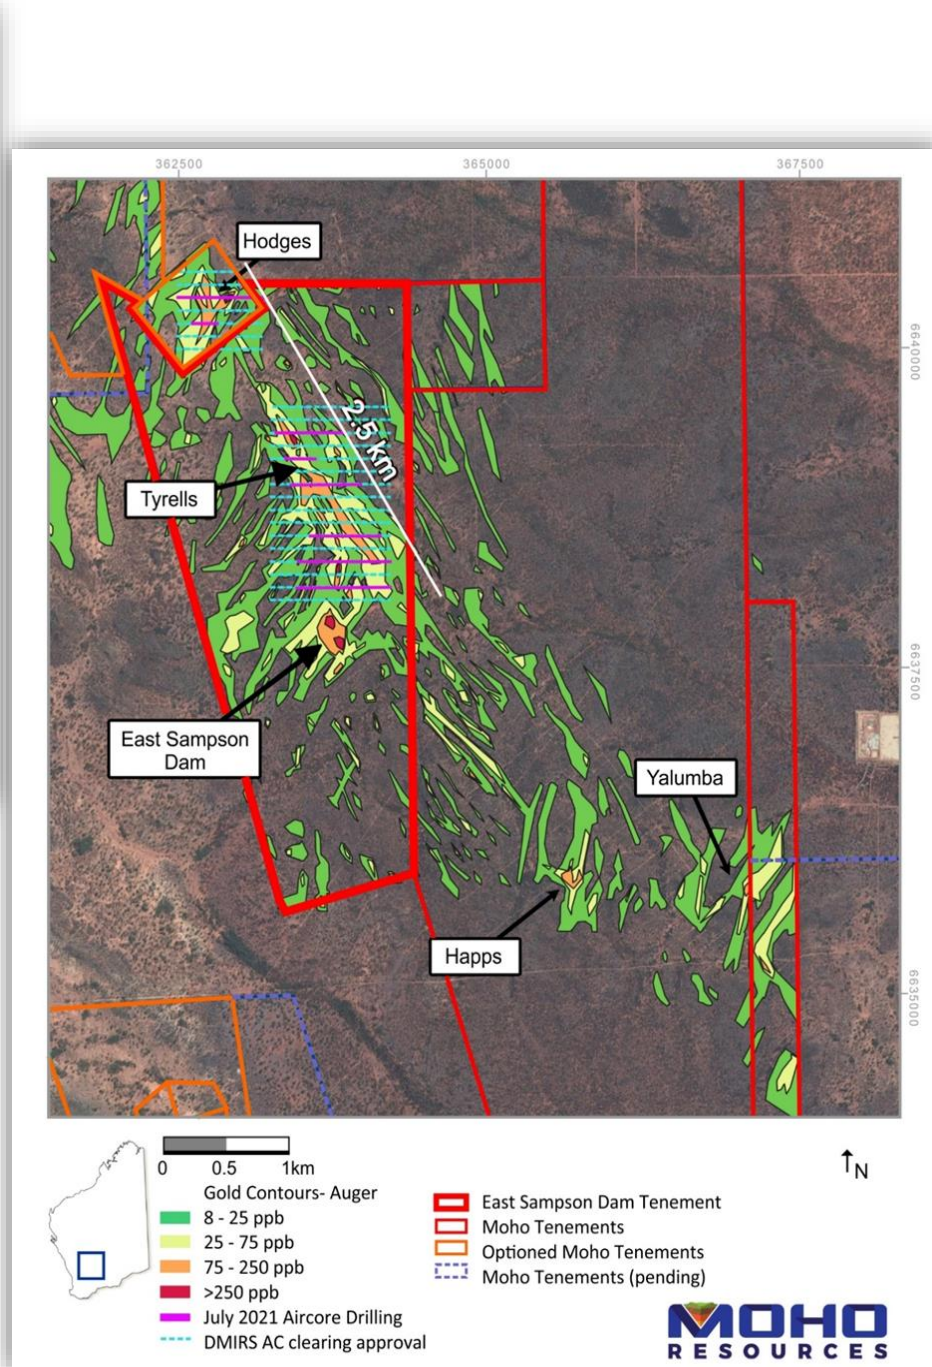 362500
365000
367500
Hodges
6640000
2.5 km
Tyrells
6637500
East Sampson
Dam
Yalumba
Happs
6635000
0 0.5 1km
N
Gold Contours- Auger
8 - 25 ppb
25 - 75 ppb
75 - 250 ppb
>250 ppb
July 2021 Aircore Drilling
DMIRS AC clearing approval
East Sampson Dam Tenement
Moho Tenements
Optioned Moho Tenements
Moho Tenements (pending)
MOHO
RESOURCES